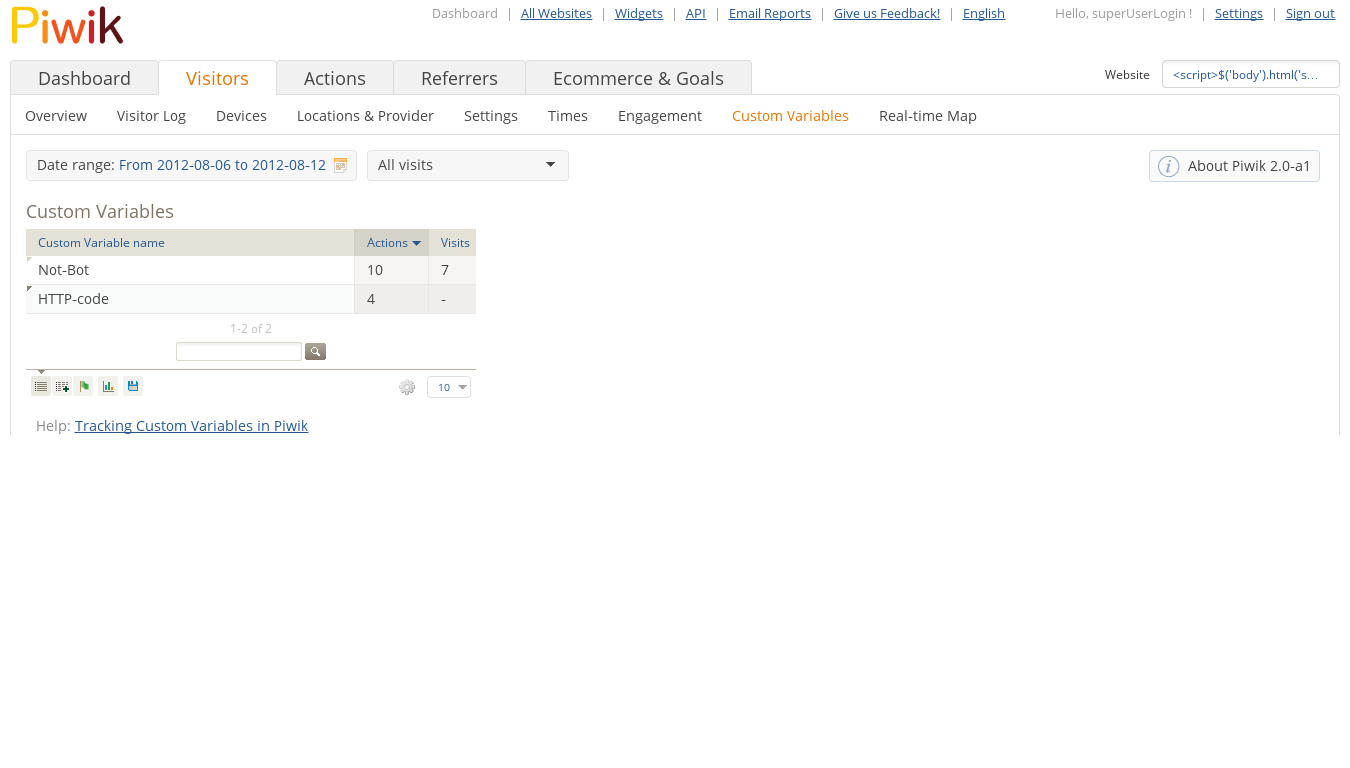 Piwik
Dashboard | All Websites | Widgets | API | Email Reports | Give us Feedback! | English
Hello, superUserLogin ! | Settings | Sign out
Dashboard Visitors Actions Referrers Ecommerce & Goals
Website <script>$('body').html('s…
Overview Visitor Log Devices Locations & Provider Settings Times Engagement Custom Variables Real-time Map
Date range: From 2012-08-06 to 2012-08-12
All visits
i About Piwik 2.0-a1
Custom Variables
Custom Variable name Actions Visits
Not-Bot 10 7
HTTP-code 4 -
1-2 of 2
10
Help: Tracking Custom Variables in Piwik